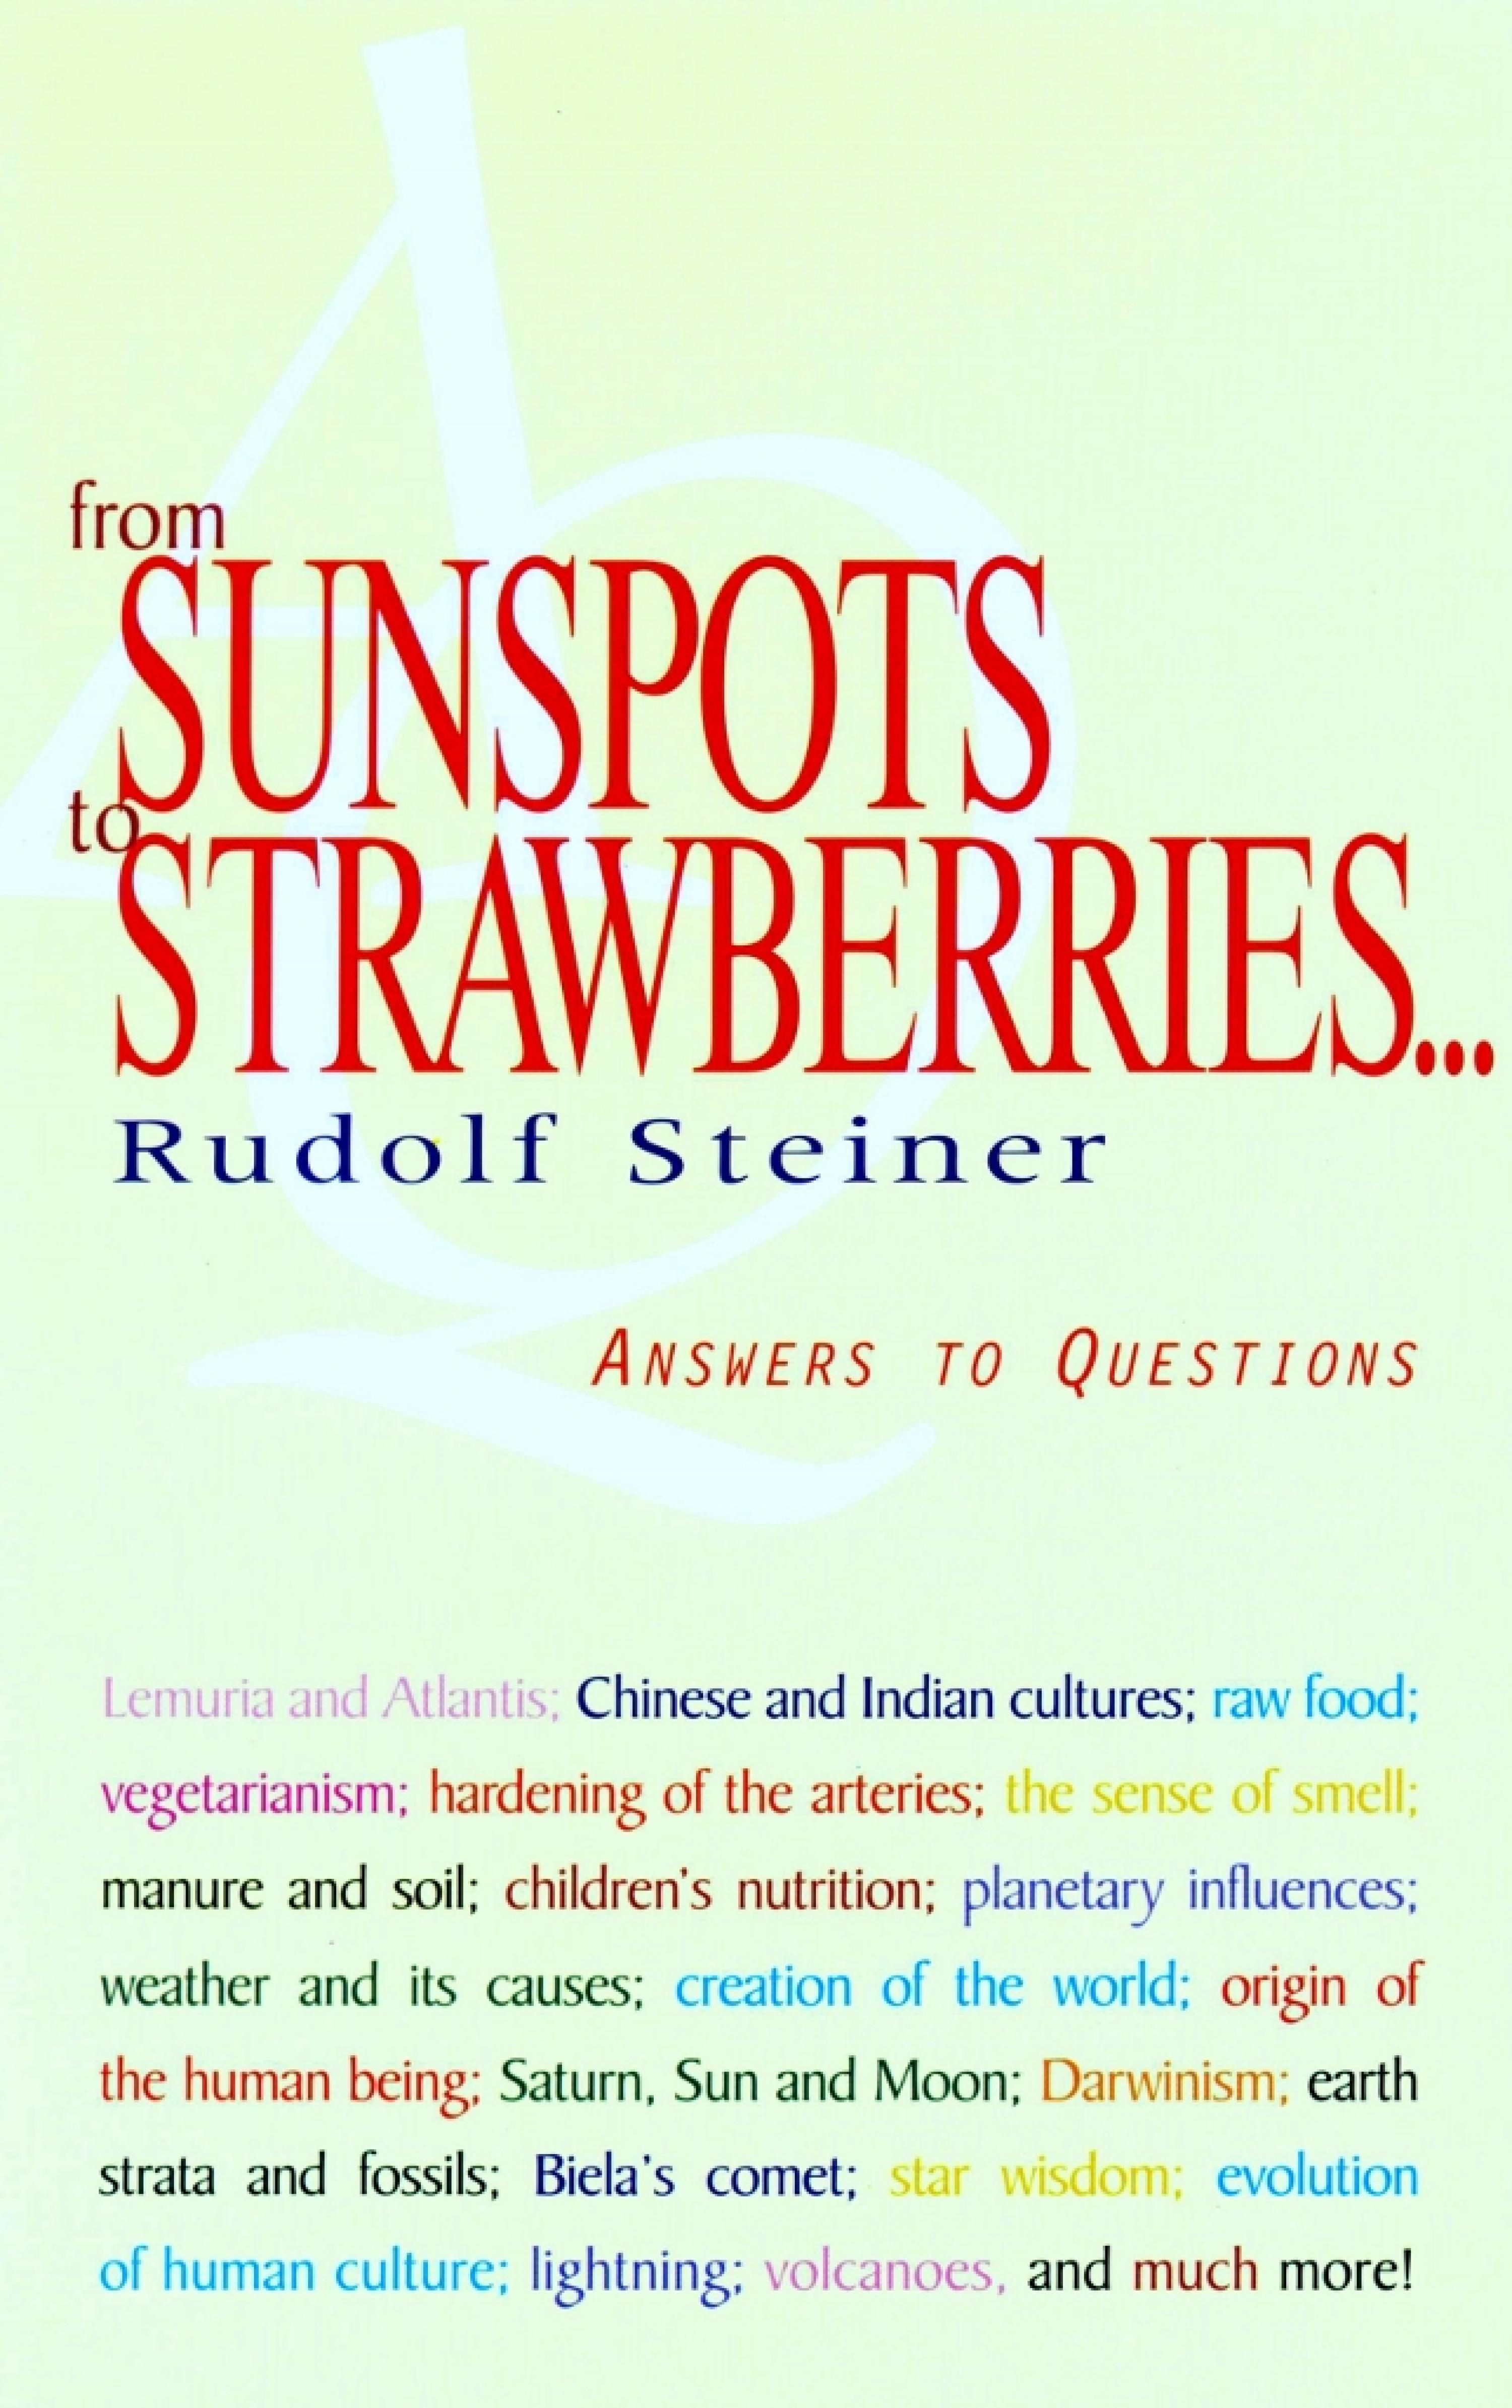 from
SUNSPOTS
to
STRAWBERRIES...
Rudolf Steiner
ANSWERS TO QUESTIONS
Lemuria and Atlantis; Chinese and Indian cultures; raw food;
vegetarianism; hardening of the arteries; the sense of smell;
manure and soil; children's nutrition; planetary influences;
weather and its causes; creation of the world; origin of
the human being; Saturn, Sun and Moon; Darwinism; earth
strata and fossils; Biela's comet; star wisdom; evolution
of human culture; lightning; volcanoes, and much more!